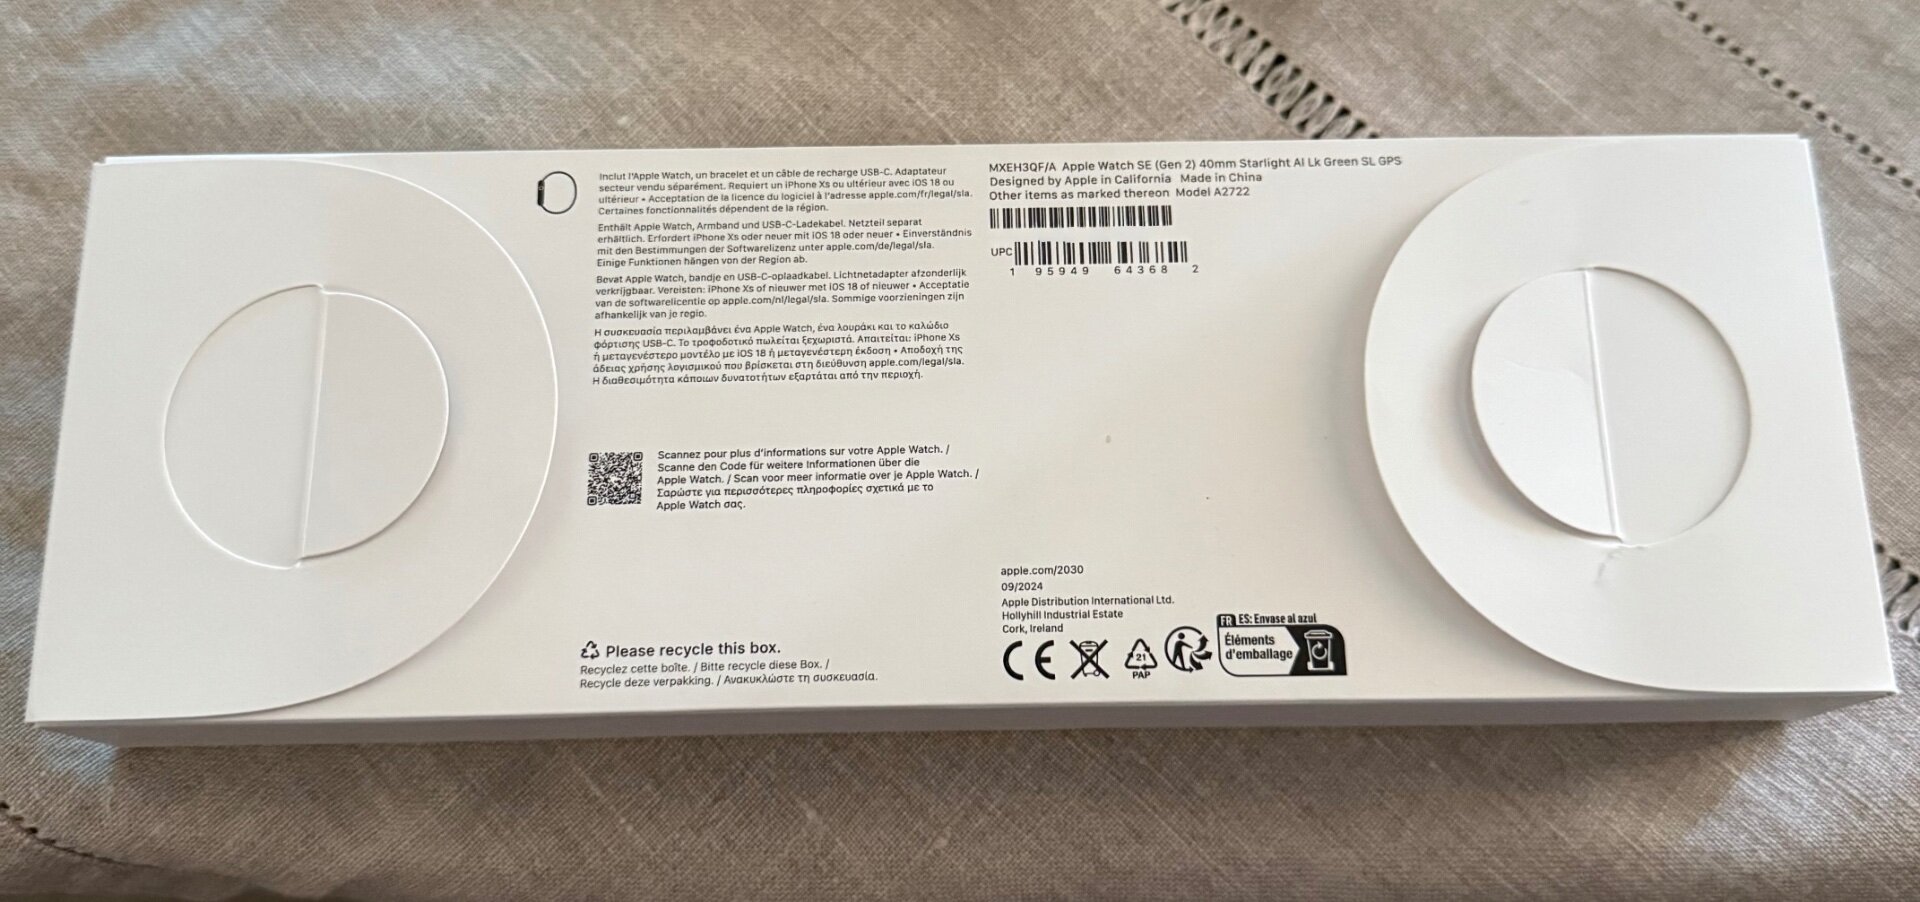 Inclut l'Apple Watch, un bracelet et un câble de recharge USB-C. Adaptateur
secteur vendu séparément. Requiert un iPhone Xs ou ultérieur avec iOS 18 ou
ultérieur • Acceptation de la licence du logiciel à l'adresse apple.com/fr/legal/sla.
Certaines fonctionnalités dépendent de la région.
Enthält Apple Watch, Armband und USB-C-Ladekabel. Netzteil separat
erhältlich. Erfordert iPhone Xs oder neuer mit iOS 18 oder neuer • Einverständnis
mit den Bestimmungen der Softwarelizenz unter apple.com/de/legal/sla.
Einige Funktionen hängen von der Region ab.
Bevat Apple Watch, bandje en USB-C-oplaadkabel. Lichtnetadapter afzonderlijk
verkrijgbaar. Vereisten: iPhone Xs of nieuwer met iOS 18 of nieuwer • Acceptatie
van de softwarelicentie op apple.com/nl/legal/sla. Sommige voorzieningen zijn
afhankelijk van je regio.
Η συσκευασία περιλαμβάνει ένα Apple Watch, ένα λουράκι και το καλώδιο
φόρτισης USB-C. Το τροφοδοτικό πωλείται ξεχωριστά. Απαιτείται: iPhone Xs
ή μεταγενέστερο μοντέλο με iOS 18 ή μεταγενέστερη έκδοση • Αποδοχή της
άδειας χρήσης λογισμικού που βρίσκεται στη διεύθυνση apple.com/legal/sla.
Η διαθεσιμότητα κάποιων δυνατοτήτων εξαρτάται από την περιοχή.
Scannez pour plus d'informations sur votre Apple Watch. /
Scanne den Code für weitere Informationen über die
Apple Watch. / Scan voor meer informatie over je Apple Watch. /
Σαρώστε για περισσότερες πληροφορίες σχετικά με το
Apple Watch σας.
Please recycle this box.
Recyclez cette boîte. / Bitte recycle diese Box. /
Recycle deze verpakking. / Ανακυκλώστε τη συσκευασία.
MXEH3QF/A Apple Watch SE (Gen 2) 40mm Starlight Al Lk Green SL GPS
Designed by Apple in California Made in China
Other items as marked thereon Model A2722
UPC
1 95949 64368 2
apple.com/2030
09/2024
Apple Distribution International Ltd.
Hollyhill Industrial Estate
Cork, Ireland
CE
21
PAP
FR ES: Envase al azul
Éléments
d'emballage